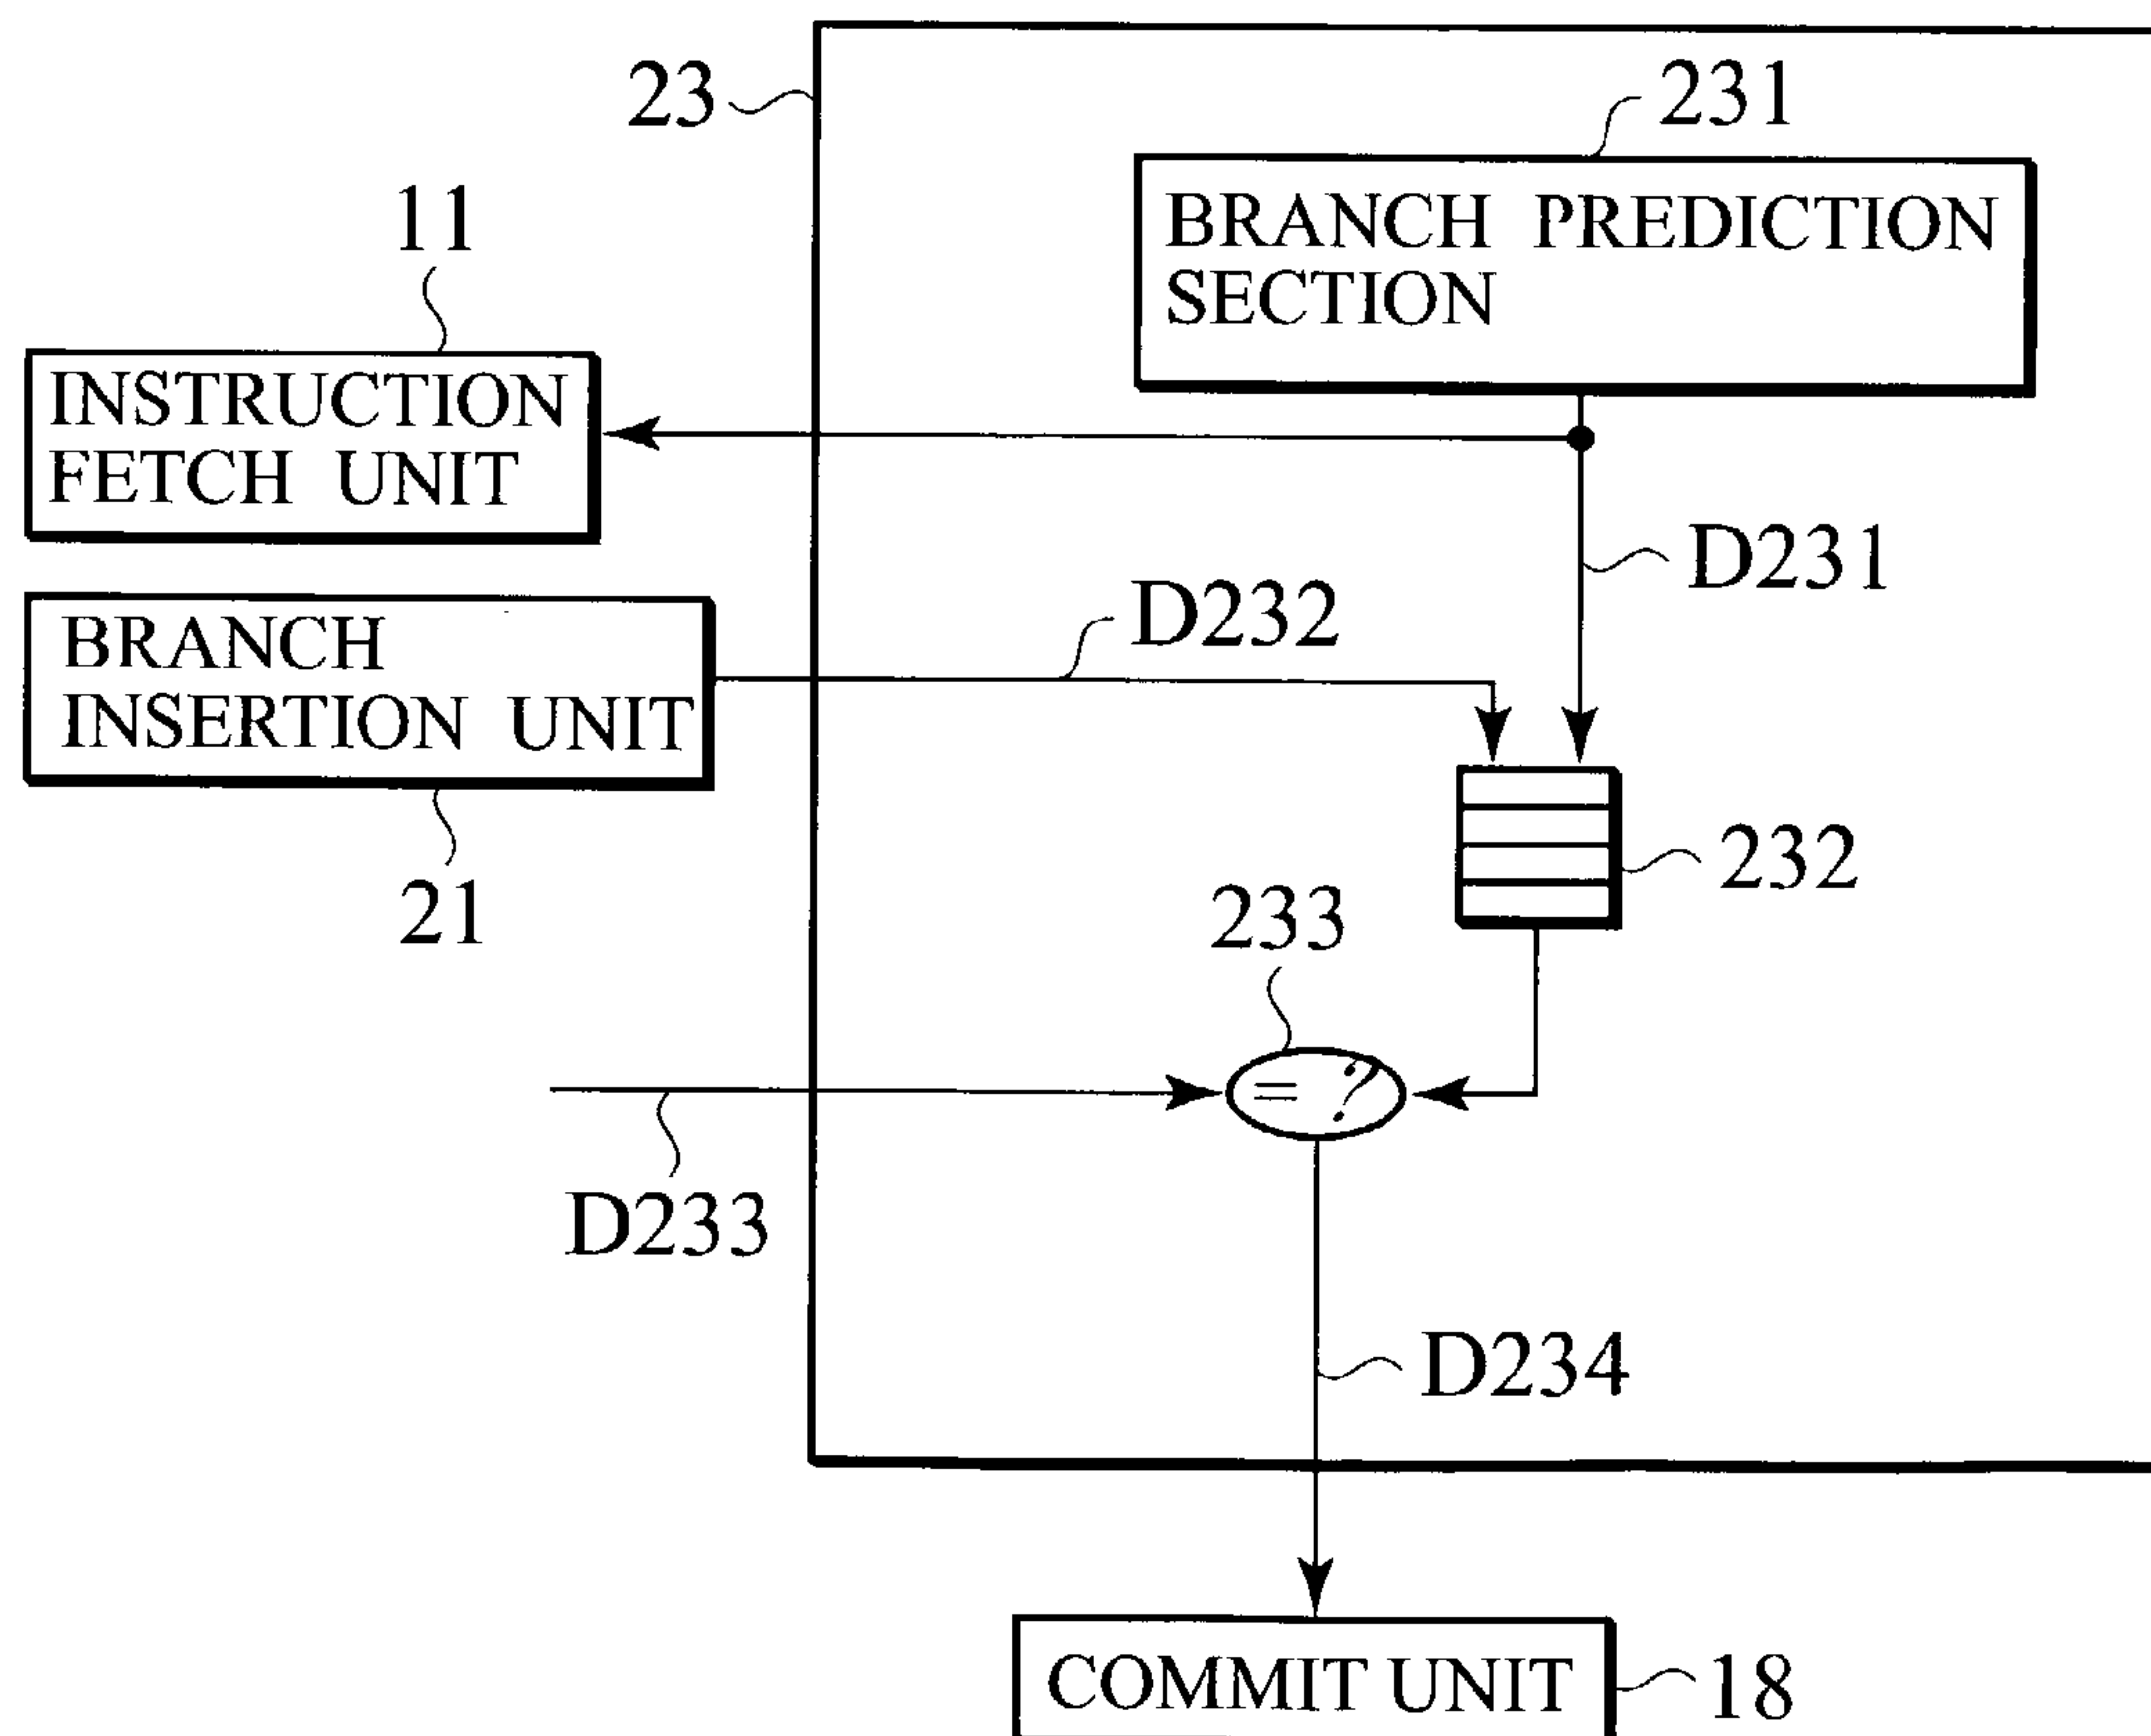 23
231
BRANCH PREDICTION
SECTION
11
INSTRUCTION
FETCH UNIT
D231
D232
BRANCH
INSERTION UNIT
21
232
233
= ?
D233
D234
COMMIT UNIT
18